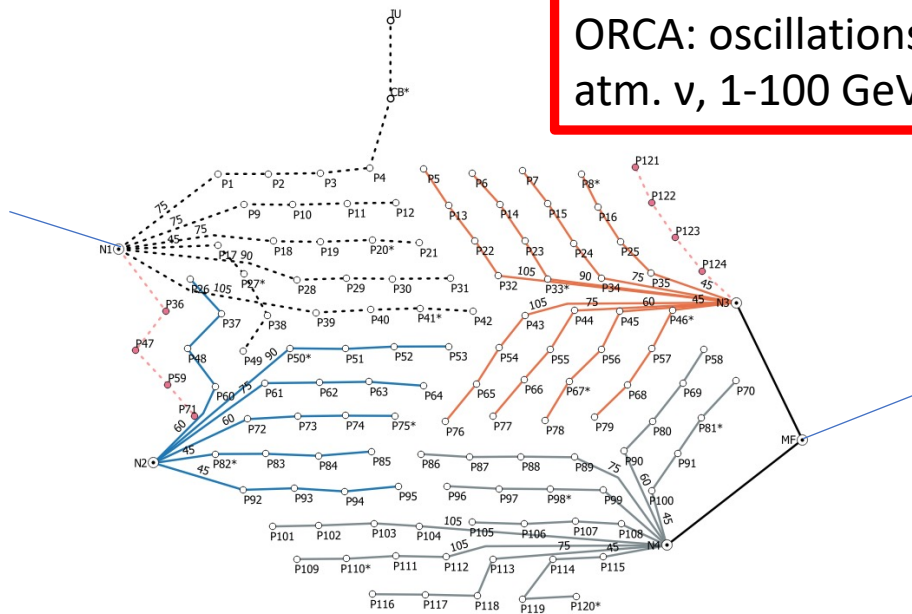 IU
ORCA: oscillations
atm. ν, 1-100 GeV
CB*
P1 P2 P3 P4
P5 P6 P7 P8* P121
75
P9 P10 P11 P12
P13 P14 P15 P16 P122
75
P17 P18 P19 P20* P21
75
P22 P23 P24 P25 P123
N1 45
90
P26 P27* P28 P29 P30 P31
P32 P33* P34 P35 P124
105 90 75 45
105
P36 P37 P38 P39 P40 P41* P42
P43 P44 P45 P46* N3
105 75 60 45
P47 P48 P49 P50* P51 P52 P53
P54 P55 P56 P57 P58
90
P59 P60 P61 P62 P63 P64
P65 P66 P67* P68 P69 P70
75
P71 P72 P73 P74 P75*
P76 P77 P78 P79 P80 P81*
60 60
MF
45
N2 P82* P83 P84 P85
P86 P87 P88 P89 P90 P91
45
75 60
P92 P93 P94 P95
P96 P97 P98* P99 P100
45
P101 P102 P103 P104 P105 P106 P107 P108
105
N4
105 75 45
P109 P110* P111 P112 P113 P114 P115
P116 P117 P118 P119 P120*